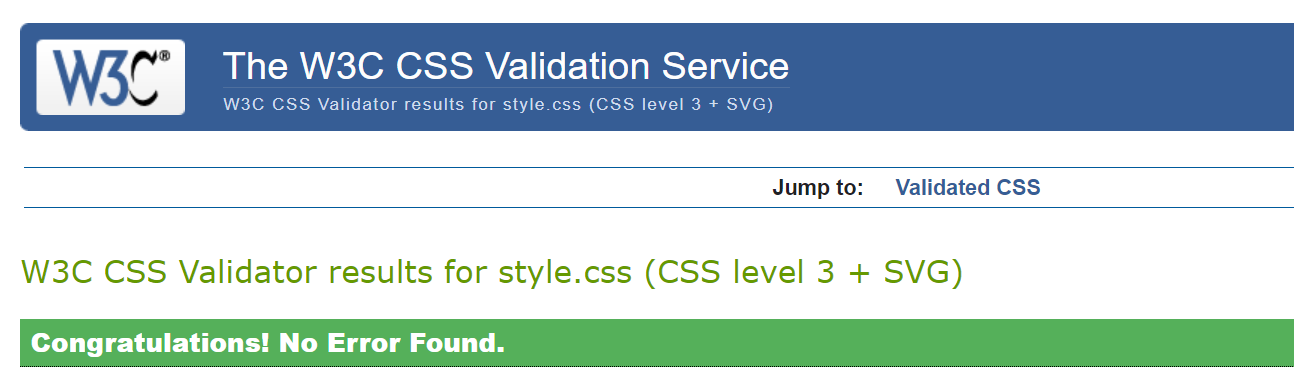 W3C®
The W3C CSS Validation Service
W3C CSS Validator results for style.css (CSS level 3 + SVG)
Jump to: Validated CSS
W3C CSS Validator results for style.css (CSS level 3 + SVG)
Congratulations! No Error Found.